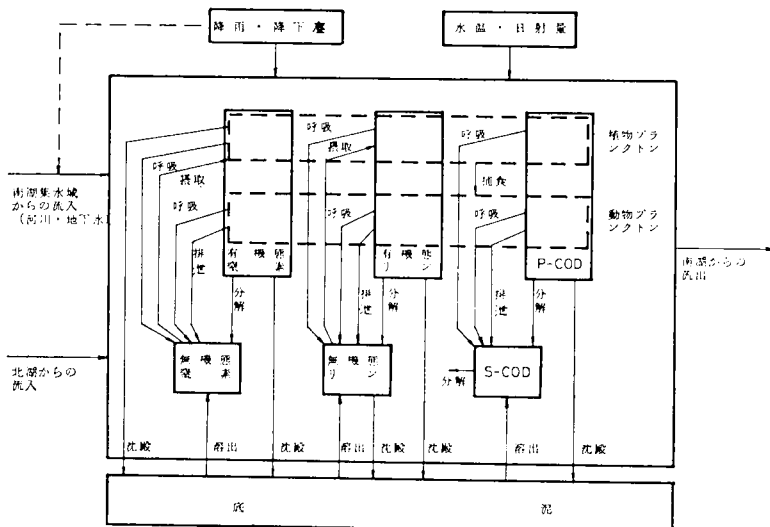 降雨・降下塵
水温・日射量
呼吸
呼吸
摂取
呼吸
植物プラ
ンクトン
呼吸
摂取
捕食
南湖集水域
からの流入
(河川・地下水)
呼吸
呼吸
動物プラ
ンクトン
排泄
有機態
窒素
有機態
リン
P-COD
南湖からの
流出
分解
排泄
分解
排泄
分解
無機態
窒素
無機態
リン
S-COD
分解
北湖からの
流入
沈殿
溶出
沈殿
溶出
沈殿
沈殿
溶出
沈殿
底泥